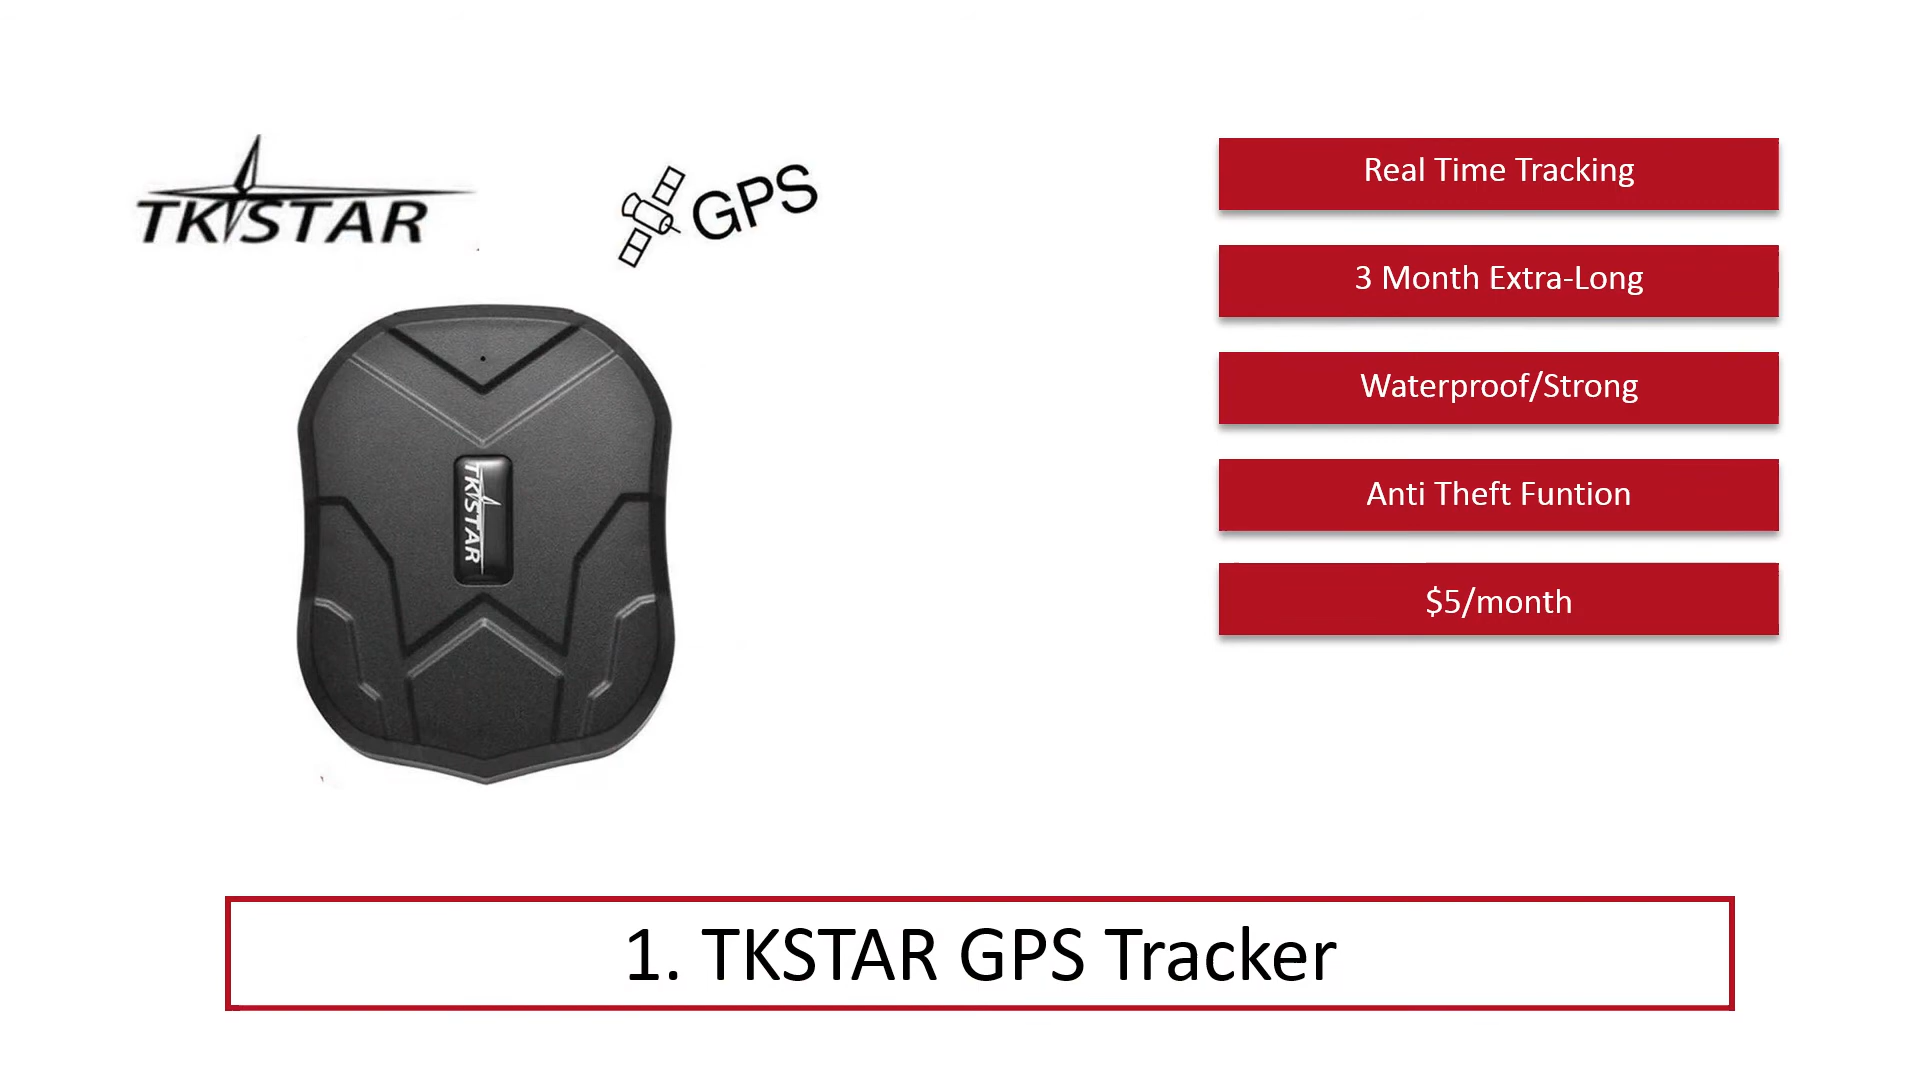 TKSTAR
GPS
TKSTAR
Real Time Tracking
3 Month Extra-Long
Waterproof/Strong
Anti Theft Funtion
$5/month
1. TKSTAR GPS Tracker